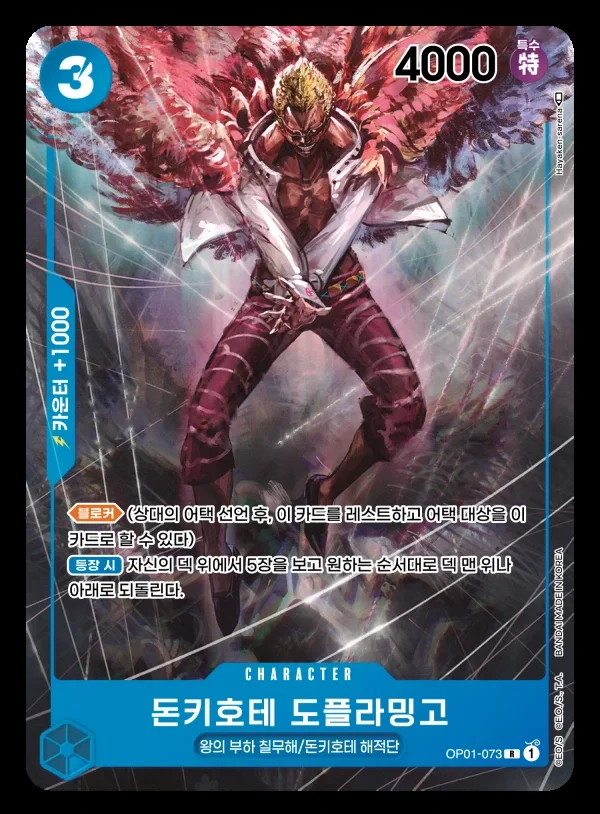 3
4000
특수
特
Hayaken-sarena
카운터 +1000
블로커 (상대의 어택 선언 후, 이 카드를 레스트하고 어택 대상을 이
카드로 할 수 있다)
등장 시 자신의 덱 위에서 5장을 보고 원하는 순서대로 덱 맨 위나
아래로 되돌린다.
CHARACTER
돈키호테 도플라밍고
왕의 부하 칠무해/돈키호테 해적단
OP01-073 R 1
©E.O/S ©E.O./S., T.A. BANDAI MADE IN KOREA